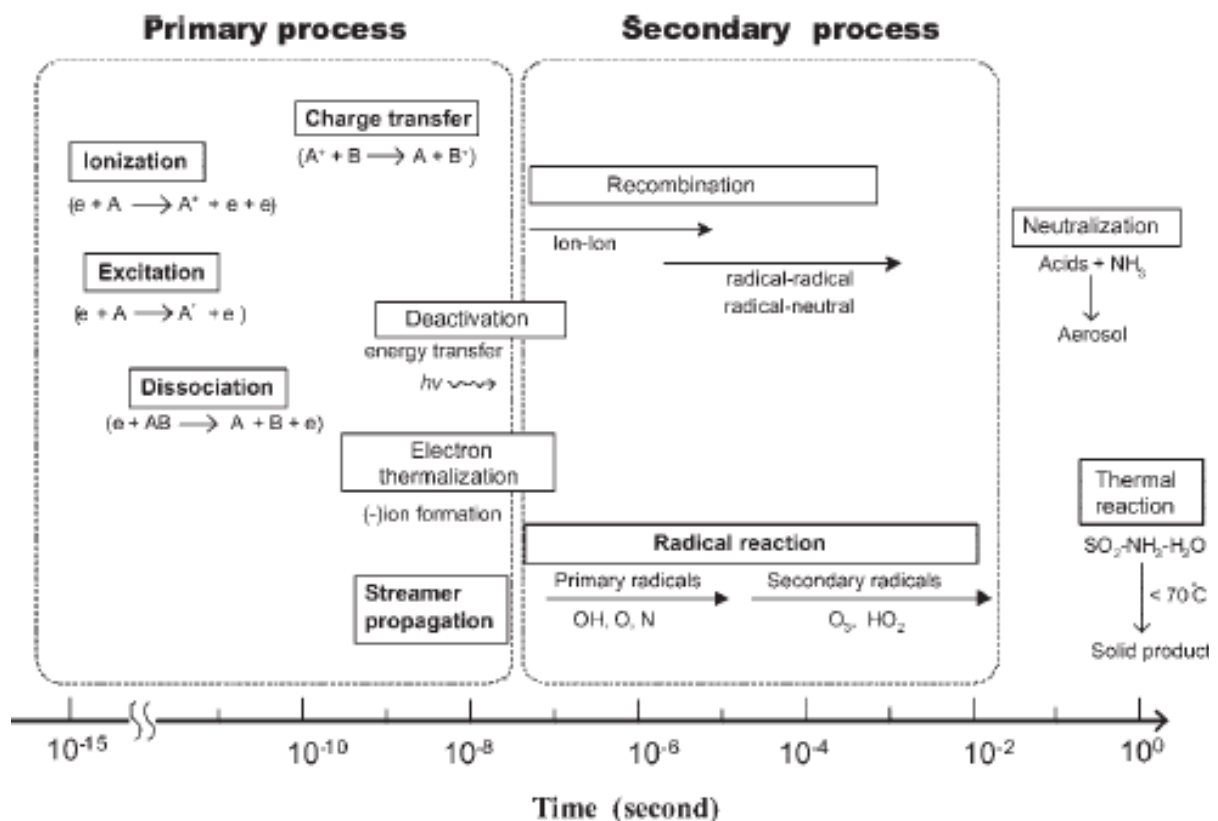 Primary process
Secondary process
Charge transfer
(A⁺ + B ⟶ A + B⁺)
Ionization
(e + A ⟶ A⁺ + e + e)
Recombination
Ion-Ion
radical-radical
radical-neutral
Neutralization
Acids + NH₃
Aerosol
Excitation
(e + A ⟶ A* + e )
Deactivation
energy transfer
hν
Dissociation
(e + AB ⟶ A + B + e)
Electron
thermalization
(-)ion formation
Thermal
reaction
SO₂-NH₃-H₂O
< 70°C
Solid product
Radical reaction
Primary radicals
Secondary radicals
OH, O, N
O₃, HO₂
Streamer
propagation
10⁻¹⁵
10⁻¹⁰
10⁻⁸
10⁻⁶
10⁻⁴
10⁻²
10⁰
Time (second)